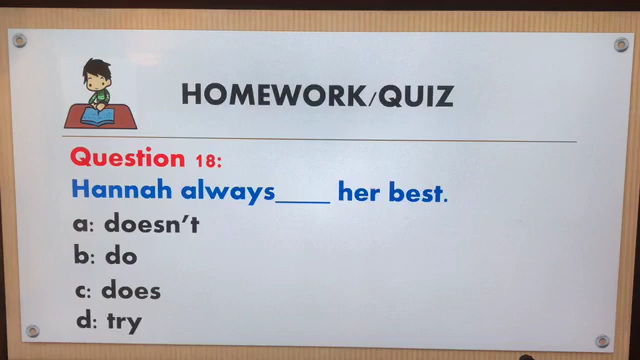 HOMEWORK/QUIZ
Question 18:
Hannah always____ her best.
a: doesn't
b: do
c: does
d: try